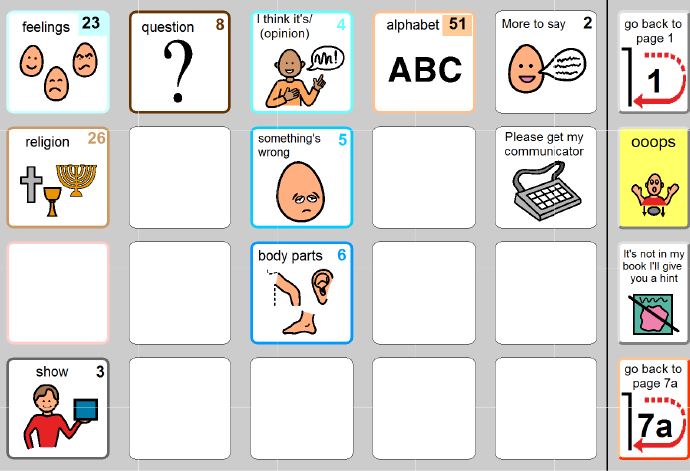 feelings 23
question 8
?
I think it's/
(opinion) 4
alphabet 51
ABC
More to say 2
go back to
page 1
1
religion 26
something's
wrong 5
Please get my
communicator
ooops
body parts 6
It's not in my
book I'll give
you a hint
show 3
go back to
page 7a
7a